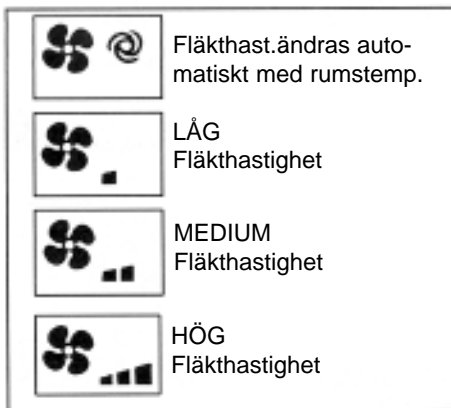 Fläkthast.ändras auto-
matiskt med rumstemp.
LÅG
Fläkthastighet
MEDIUM
Fläkthastighet
HÖG
Fläkthastighet